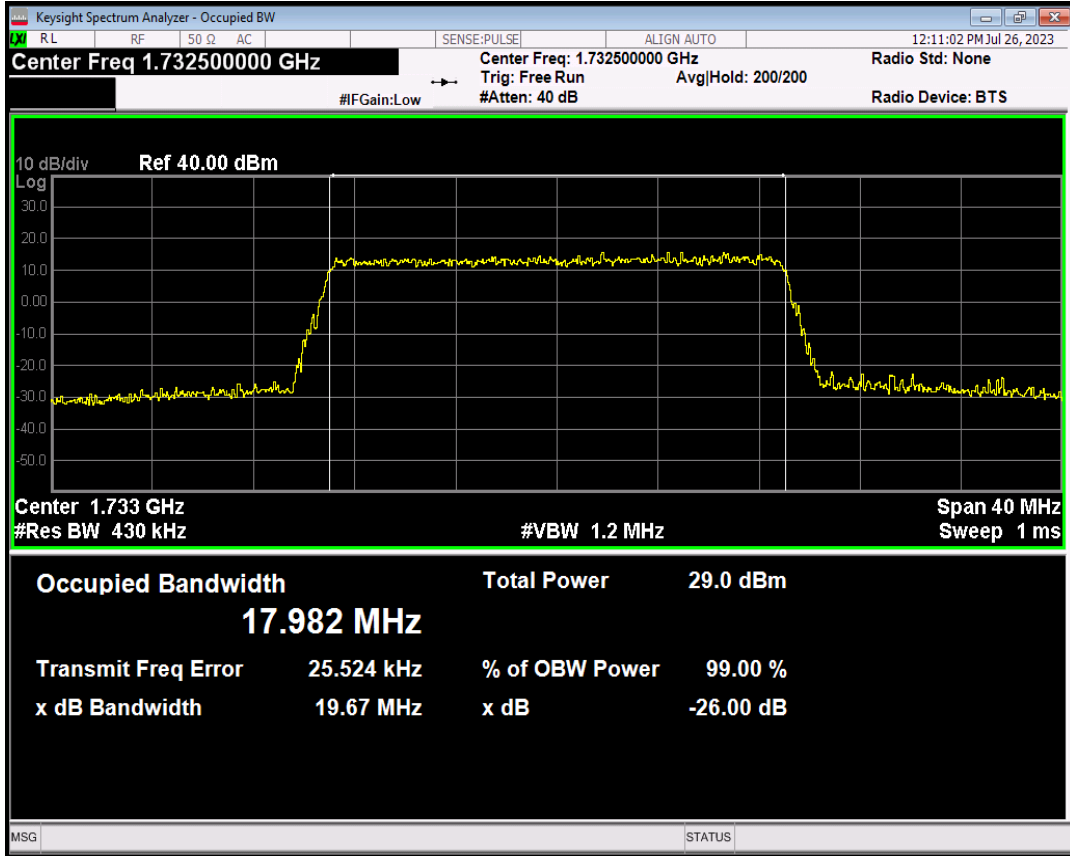 Keysight Spectrum Analyzer - Occupied BW
LXI RL RF 50 Ω AC SENSE:PULSE ALIGN AUTO 12:11:02 PM Jul 26, 2023
Center Freq 1.732500000 GHz
Center Freq: 1.732500000 GHz
Radio Std: None
Trig: Free Run Avg|Hold: 200/200
#IFGain:Low #Atten: 40 dB Radio Device: BTS
10 dB/div Ref 40.00 dBm
Log
30.0
20.0
10.0
0.00
-10.0
-20.0
-30.0
-40.0
-50.0
Center 1.733 GHz Span 40 MHz
#Res BW 430 kHz #VBW 1.2 MHz Sweep 1 ms
Occupied Bandwidth Total Power 29.0 dBm
17.982 MHz
Transmit Freq Error 25.524 kHz % of OBW Power 99.00 %
x dB Bandwidth 19.67 MHz x dB -26.00 dB
MSG STATUS